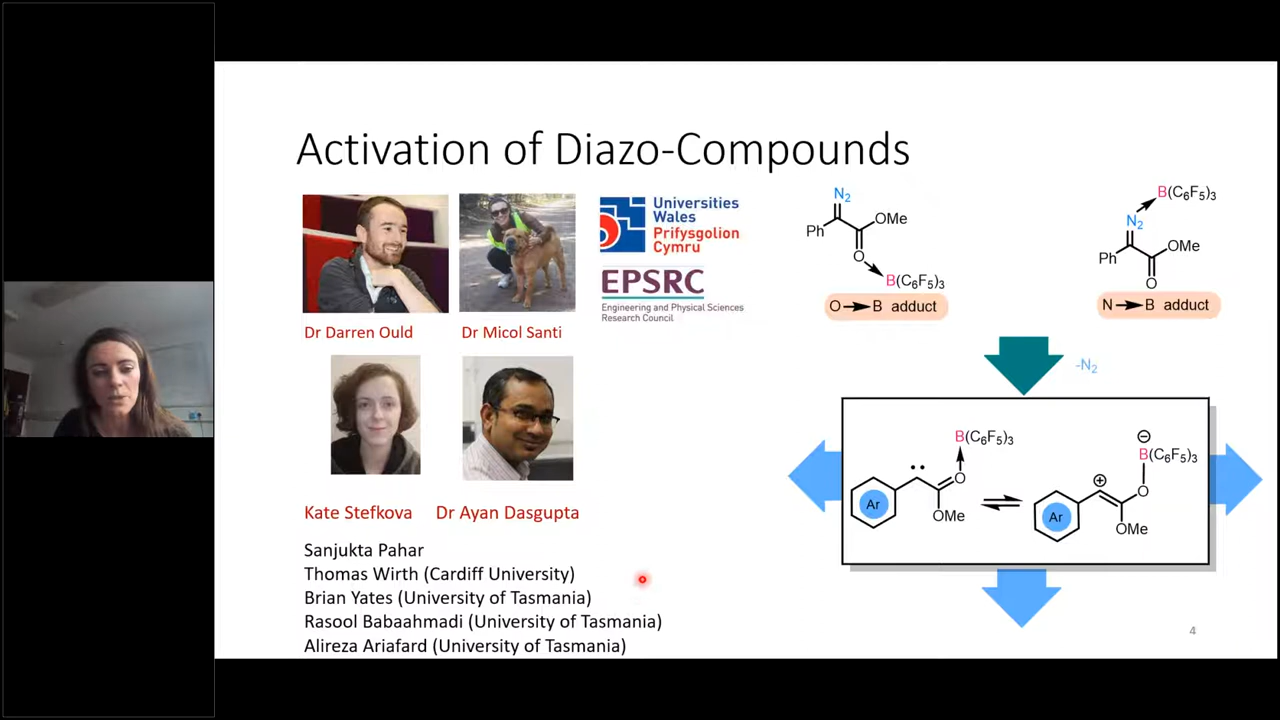 Activation of Diazo-Compounds
Universities
Wales
Prifysgolion
Cymru
EPSRC
Engineering and Physical Sciences
Research Council
Dr Darren Ould
Dr Micol Santi
Kate Stefkova
Dr Ayan Dasgupta
Sanjukta Pahar
Thomas Wirth (Cardiff University)
Brian Yates (University of Tasmania)
Rasool Babaahmadi (University of Tasmania)
Alireza Ariafard (University of Tasmania)
N2
OMe
Ph
O
B(C6F5)3
O → B adduct
B(C6F5)3
N2
OMe
Ph
O
N → B adduct
-N2
B(C6F5)3
O
Ar
OMe
⊖
B(C6F5)3
⊕
O
Ar
OMe
4